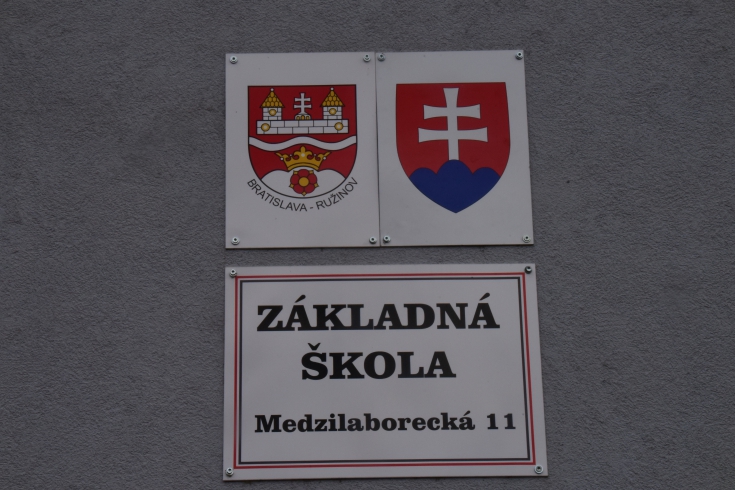 BRATISLAVA - RUŽINOV
ZÁKLADNÁ
ŠKOLA
Medzilaborecká 11